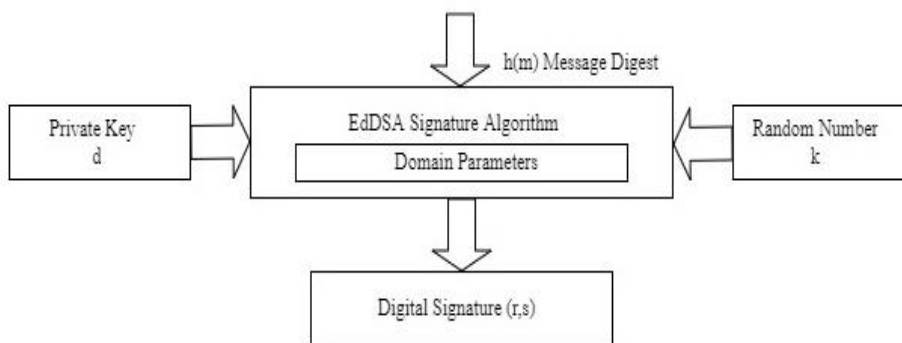 h(m) Message Digest
Private Key
d
EdDSA Signature Algorithm
Domain Parameters
Random Number
k
Digital Signature (r,s)